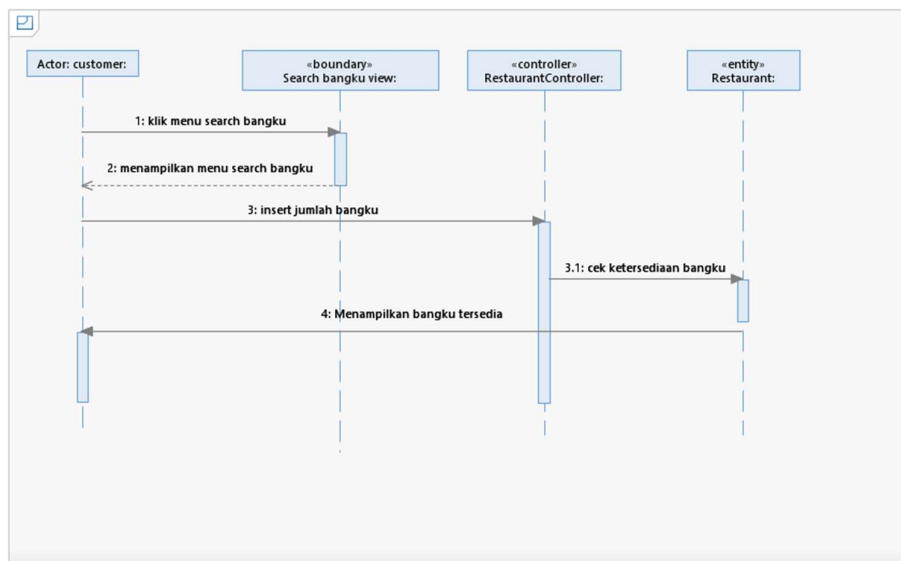 Actor: customer:
«boundary»
Search bangku view:
«controller»
RestaurantController:
«entity»
Restaurant:
1: klik menu search bangku
2: menampilkan menu search bangku
3: insert jumlah bangku
3.1: cek ketersediaan bangku
4: Menampilkan bangku tersedia